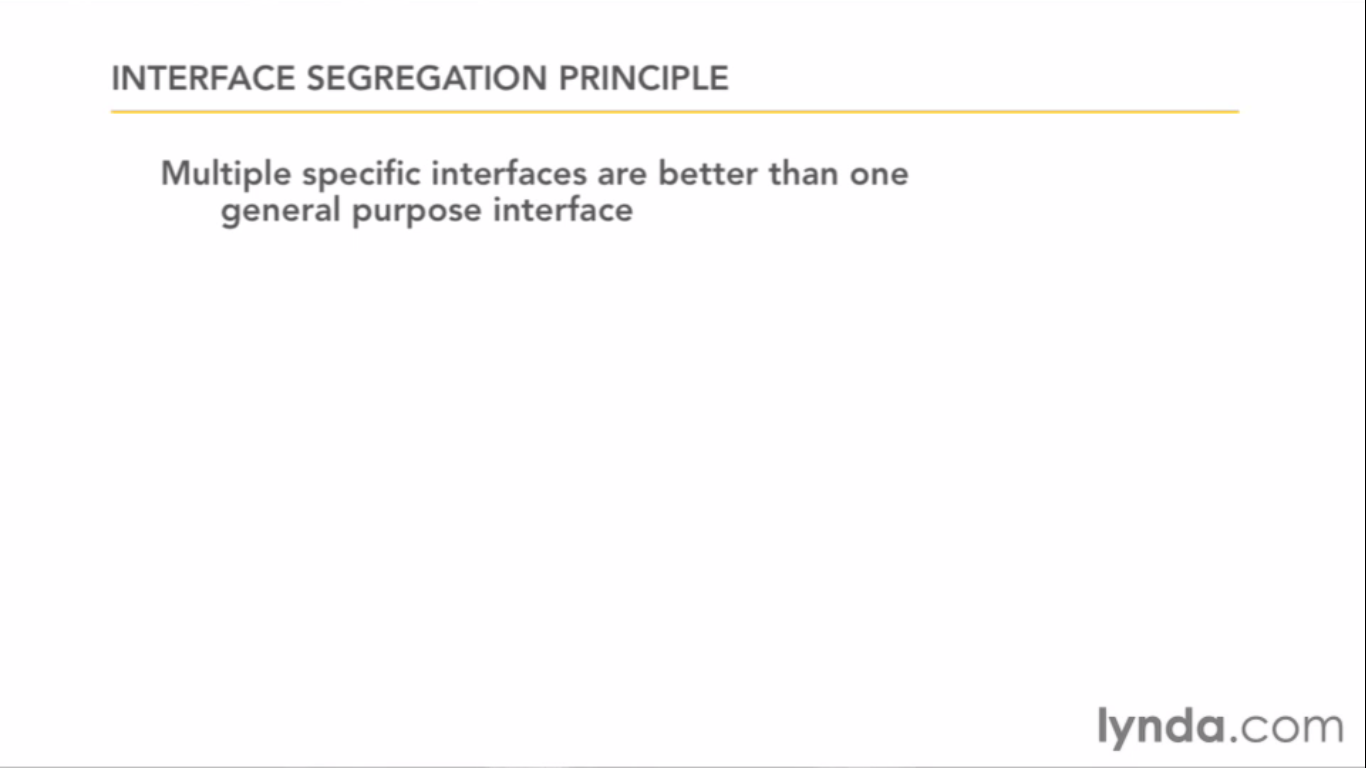 INTERFACE SEGREGATION PRINCIPLE
Multiple specific interfaces are better than one
general purpose interface
lynda.com